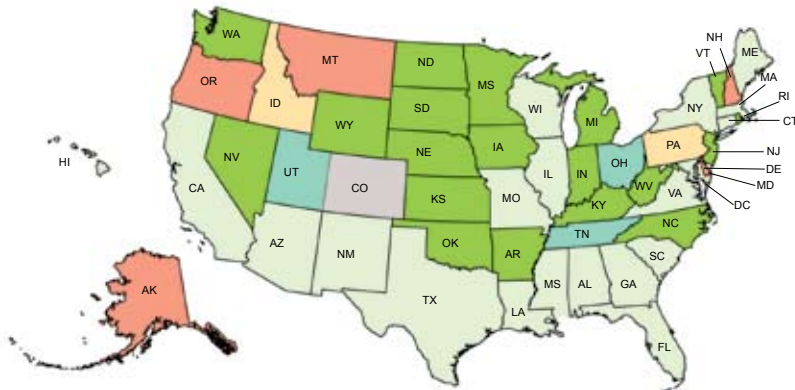 WA
OR
MT
ID
ND
MS
SD
WY
NE
IA
NV
UT
CO
CA
KS
MO
IL
WI
MI
IN
OH
PA
NY
VT
NH
ME
MA
RI
CT
NJ
DE
MD
DC
WV
VA
KY
NC
TN
SC
AR
OK
AZ
NM
TX
LA
MS
AL
GA
FL
HI
AK